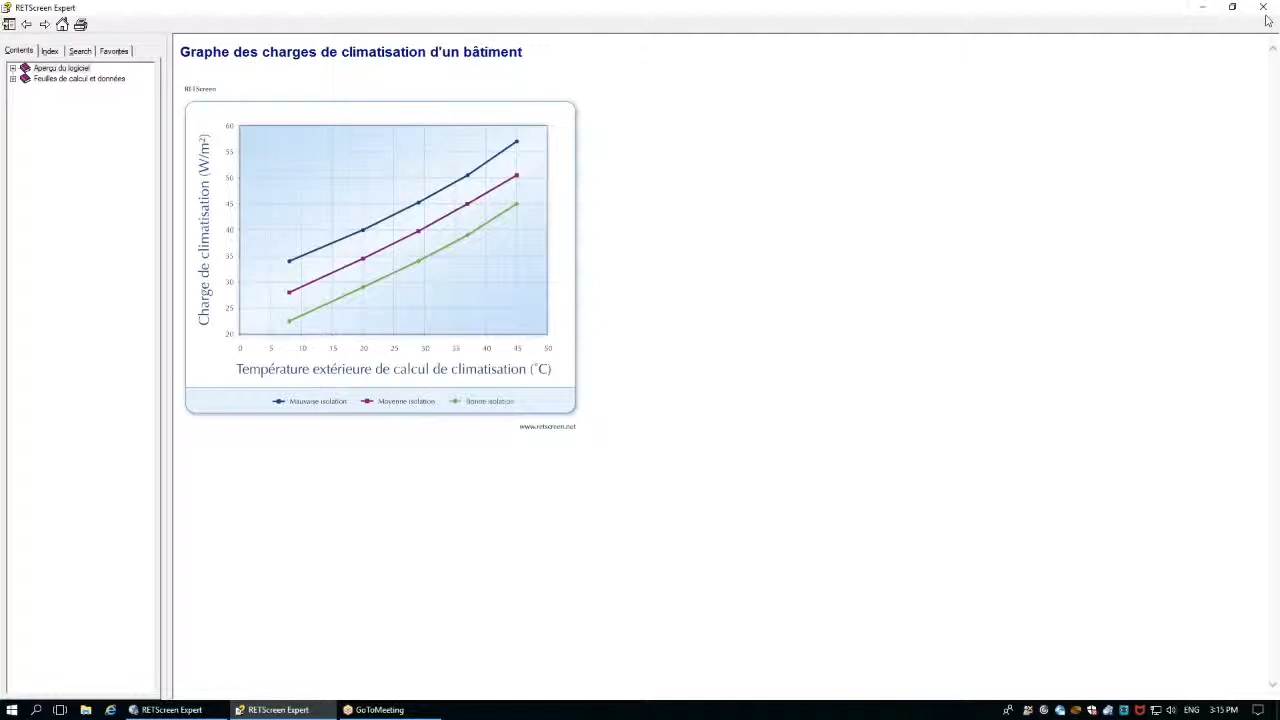 RETScreen Expert
Contents Index Search Favorites
Aperçu du logiciel
Feuilles de calcul et données
Graphe des charges de climatisation d'un bâtiment
RETScreen
Charge de climatisation (W/m²)
60
55
50
45
40
35
30
25
20
0 5 10 15 20 25 30 35 40 45 50
Température extérieure de calcul de climatisation (°C)
Mauvaise isolation Moyenne isolation Bonne isolation
www.retscreen.net
RETScreen Expert RETScreen Expert GoToMeeting ENG 3:15 PM